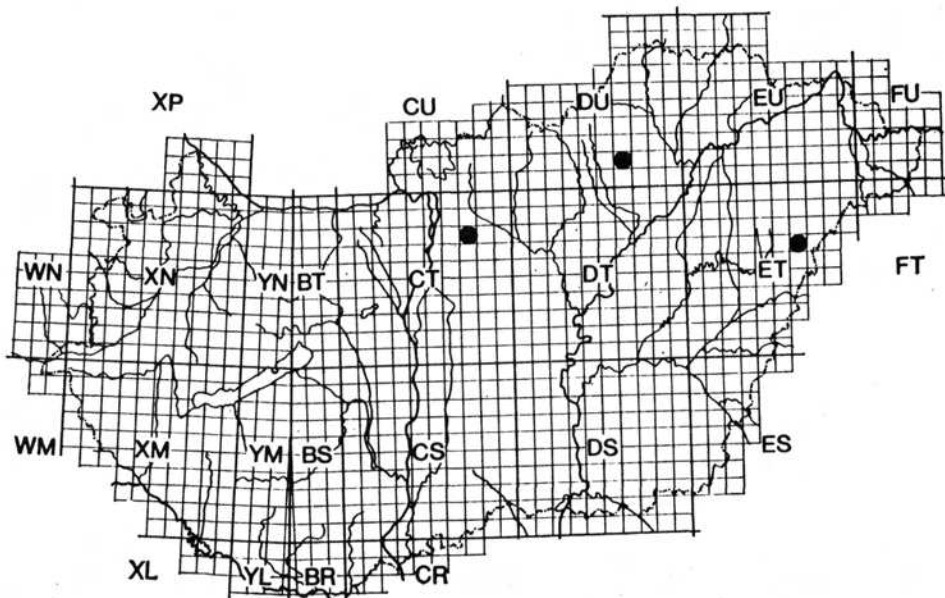 XP
CU
DU
EU
FU
WN
XN
YN
BT
CT
DT
ET
FT
WM
XM
YM
BS
CS
DS
ES
XL
YL
BR
CR